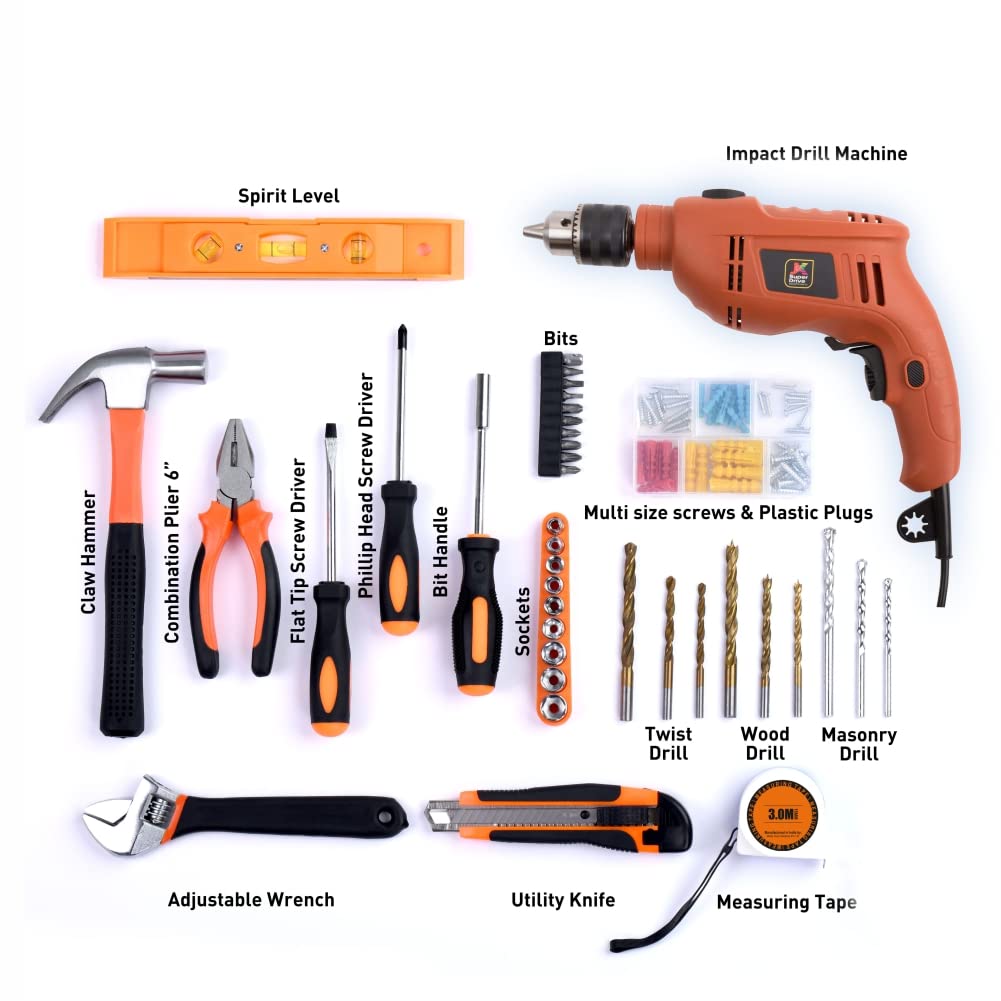 Impact Drill Machine
Spirit Level
K
Super
Drive
Bits
Claw Hammer
Combination Plier 6”
Flat Tip Screw Driver
Phillip Head Screw Driver
Bit Handle
Sockets
Multi size screws & Plastic Plugs
Twist
Drill
Wood
Drill
Masonry
Drill
MEASURING TAPE
3.0M
Adjustable Wrench
Utility Knife
Measuring Tape